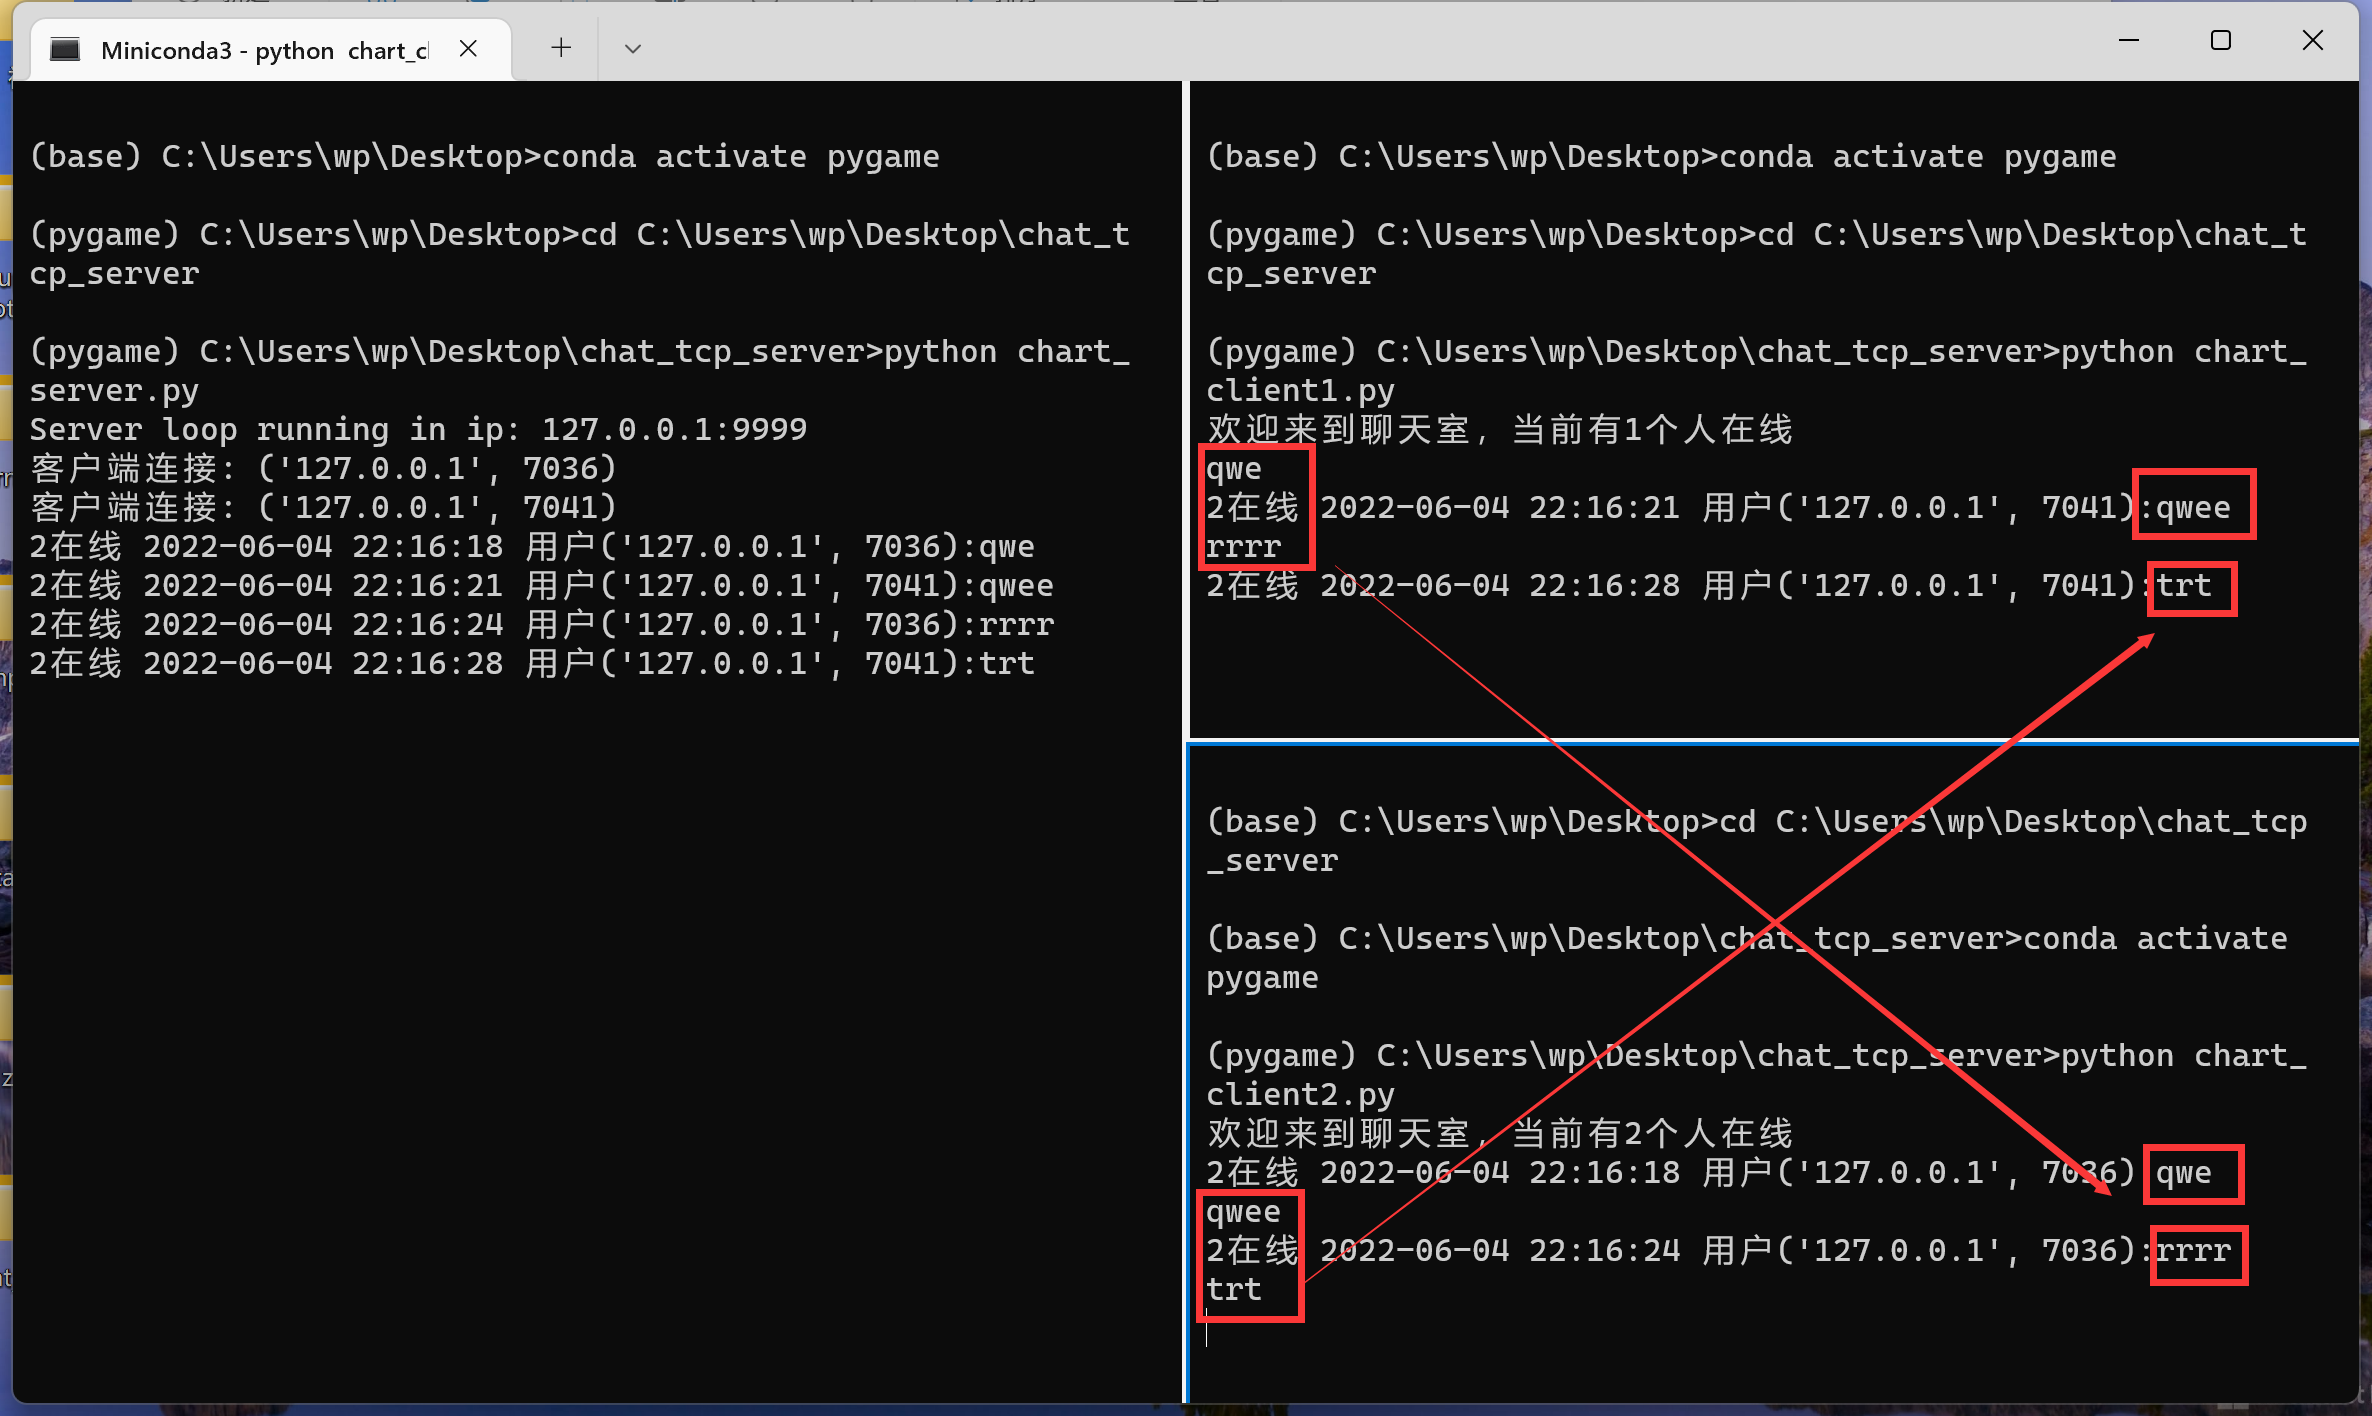 Miniconda3 - python  chart_cl
(base) C:\Users\wp\Desktop>conda activate pygame
(pygame) C:\Users\wp\Desktop>cd C:\Users\wp\Desktop\chat_t
cp_server
(pygame) C:\Users\wp\Desktop\chat_tcp_server>python chart_
server.py
Server loop running in ip: 127.0.0.1:9999
客户端连接: ('127.0.0.1', 7036)
客户端连接: ('127.0.0.1', 7041)
2在线 2022-06-04 22:16:18 用户('127.0.0.1', 7036):qwe
2在线 2022-06-04 22:16:21 用户('127.0.0.1', 7041):qwee
2在线 2022-06-04 22:16:24 用户('127.0.0.1', 7036):rrrr
2在线 2022-06-04 22:16:28 用户('127.0.0.1', 7041):trt
(base) C:\Users\wp\Desktop>conda activate pygame
(pygame) C:\Users\wp\Desktop>cd C:\Users\wp\Desktop\chat_t
cp_server
(pygame) C:\Users\wp\Desktop\chat_tcp_server>python chart_
client1.py
欢迎来到聊天室, 当前有1个人在线
qwe
2在线 2022-06-04 22:16:21 用户('127.0.0.1', 7041):qwee
rrrr
2在线 2022-06-04 22:16:28 用户('127.0.0.1', 7041):trt
(base) C:\Users\wp\Desktop>cd C:\Users\wp\Desktop\chat_tcp
_server
(base) C:\Users\wp\Desktop\chat_tcp_server>conda activate
pygame
(pygame) C:\Users\wp\Desktop\chat_tcp_server>python chart_
client2.py
欢迎来到聊天室, 当前有2个人在线
2在线 2022-06-04 22:16:18 用户('127.0.0.1', 7036):qwe
qwee
2在线 2022-06-04 22:16:24 用户('127.0.0.1', 7036):rrrr
trt